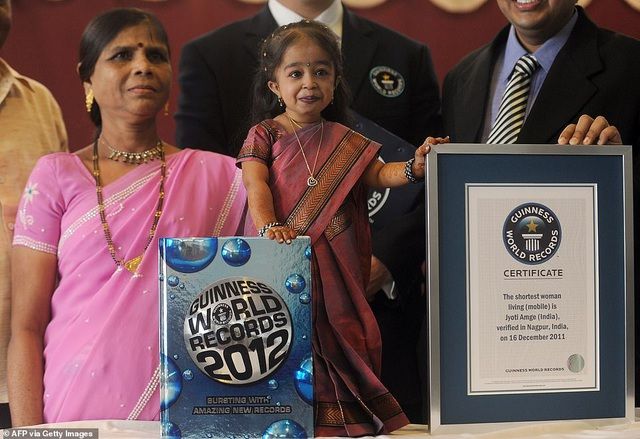 GUINNESS
WORLD
RECORDS
2012
BURSTING WITH
AMAZING NEW RECORDS
GUINNESS
WORLD RECORDS
CERTIFICATE
The shortest woman
living (mobile) is
Jyoti Amge (India),
verified in Nagpur, India,
on 16 December 2011
GUINNESS WORLD RECORDS
© AFP via Getty Images